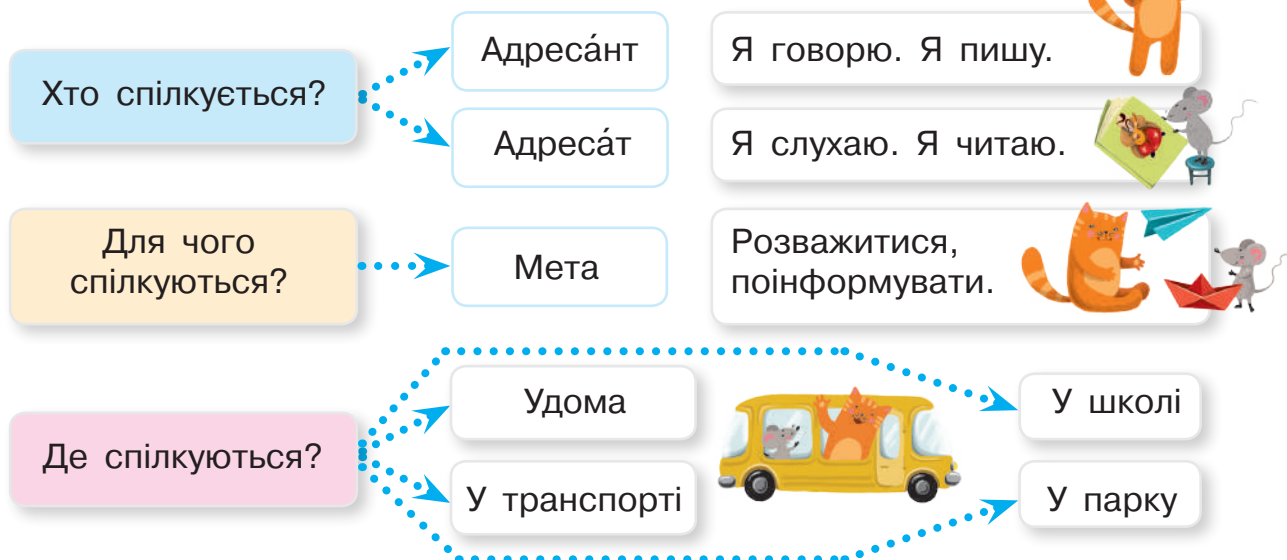 Хто спілкується?
Адреса́нт
Я говорю. Я пишу.
Адреса́т
Я слухаю. Я читаю.
Для чого
спілкуються?
Мета
Розважитися,
поінформувати.
Де спілкуються?
Удома
У школі
У транспорті
У парку